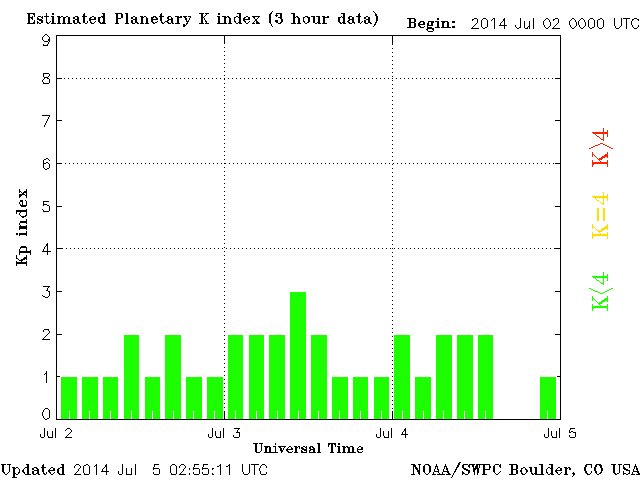 Estimated Planetary K index (3 hour data)
Begin: 2014 Jul 02 0000 UTC
9
8
7
6
5
4
3
2
1
0
Kp index
Jul 2
Jul 3
Jul 4
Jul 5
Universal Time
K>4
K=4
K<4
Updated 2014 Jul 5 02:55:11 UTC
NOAA/SWPC Boulder, CO USA